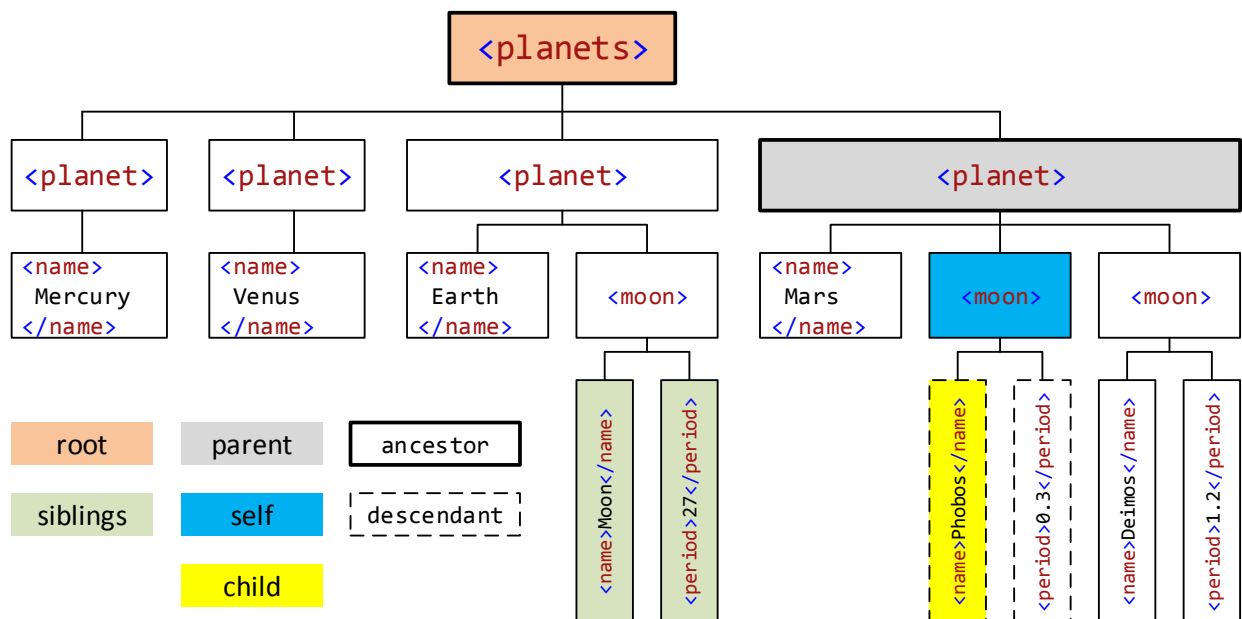 <planets>
<planet>
<planet>
<planet>
<planet>
<name>
Mercury
</name>
<name>
Venus
</name>
<name>
Earth
</name>
<moon>
<name>
Mars
</name>
<moon>
<moon>
<name>Moon</name>
<period>27</period>
<name>Phobos</name>
<period>0.3</period>
<name>Deimos</name>
<period>1.2</period>
root
parent
ancestor
siblings
self
descendant
child